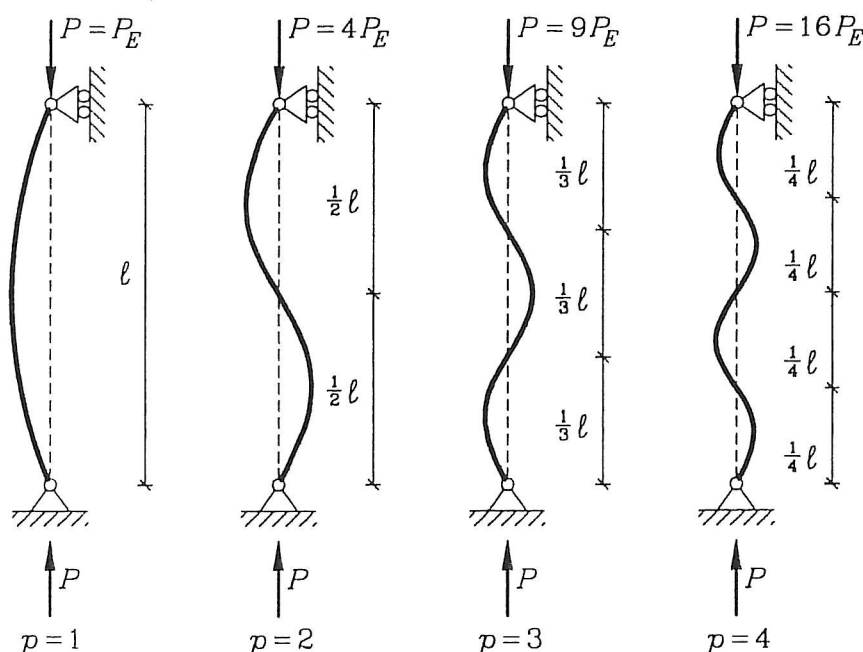 P = P_E
P = 4P_E
P = 9P_E
P = 16P_E
ℓ
½ℓ
½ℓ
⅓ℓ
⅓ℓ
⅓ℓ
¼ℓ
¼ℓ
¼ℓ
¼ℓ
P
P
P
P
p = 1
p = 2
p = 3
p = 4